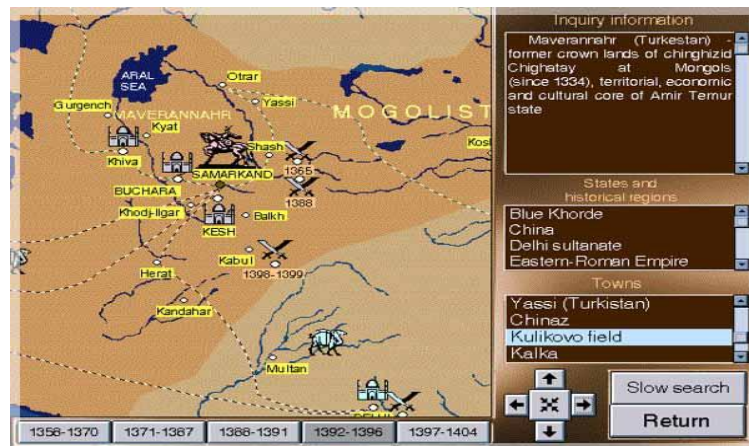 ARAL
SEA
Otrar
Yassi
Gurgench
MAVERANNAHR
Kyat
MOGOLIST
Shash
Kos
Khiva
1365
SAMARKAND
1388
BUCHARA
Khodj-Ilgar
KESH
Balkh
Kabul
1398-1399
Herat
Kandahar
Multan
DELHI
1356-1370
1371-1387
1388-1391
1392-1396
1397-1404
Inquiry information
Maverannahr (Turkestan) -
former crown lands of chinghizid
Chighatay at Mongols
(since 1334), territorial, economic
and cultural core of Amir Temur
state
States and
historical regions
Blue Khorde
China
Delhi sultanate
Eastern-Roman Empire
Towns
Yassi (Turkistan)
Chinaz
Kulikovo field
Kalka
Slow search
Return